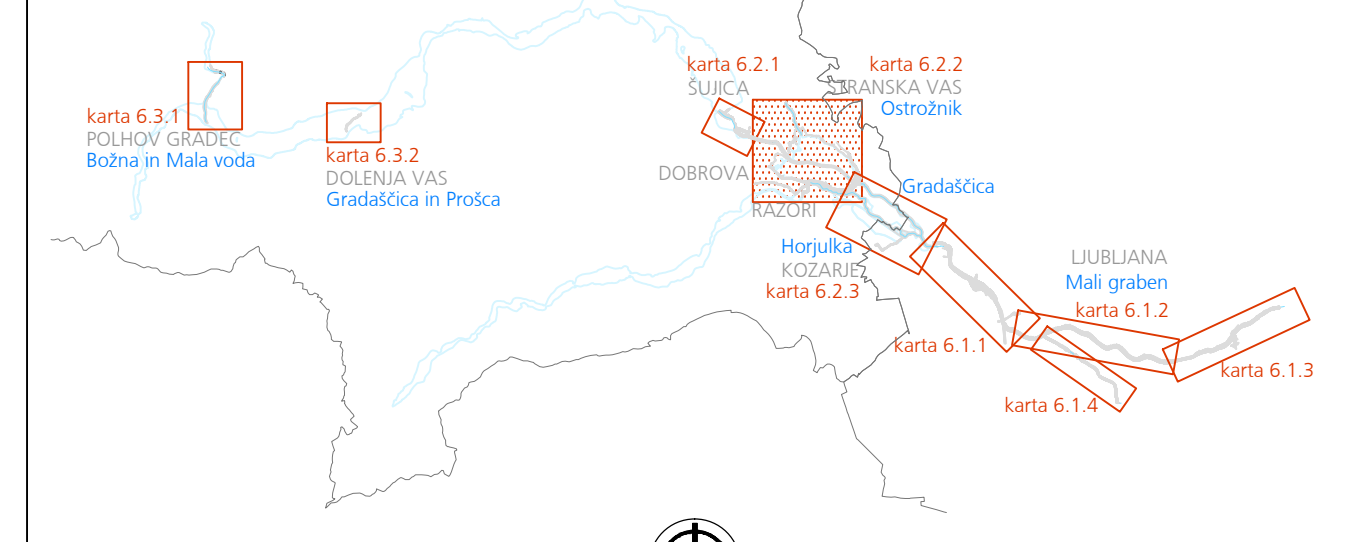 karta 6.3.1
POLHOV GRADEC
Božna in Mala voda
karta 6.3.2
DOLENJA VAS
Gradaščica in Prošca
karta 6.2.1
ŠUJICA
karta 6.2.2
STRANSKA VAS
Ostrožnik
DOBROVA
RAZORI
Gradaščica
Horjulka
KOZARJE
karta 6.2.3
LJUBLJANA
Mali graben
karta 6.1.2
karta 6.1.1
karta 6.1.3
karta 6.1.4